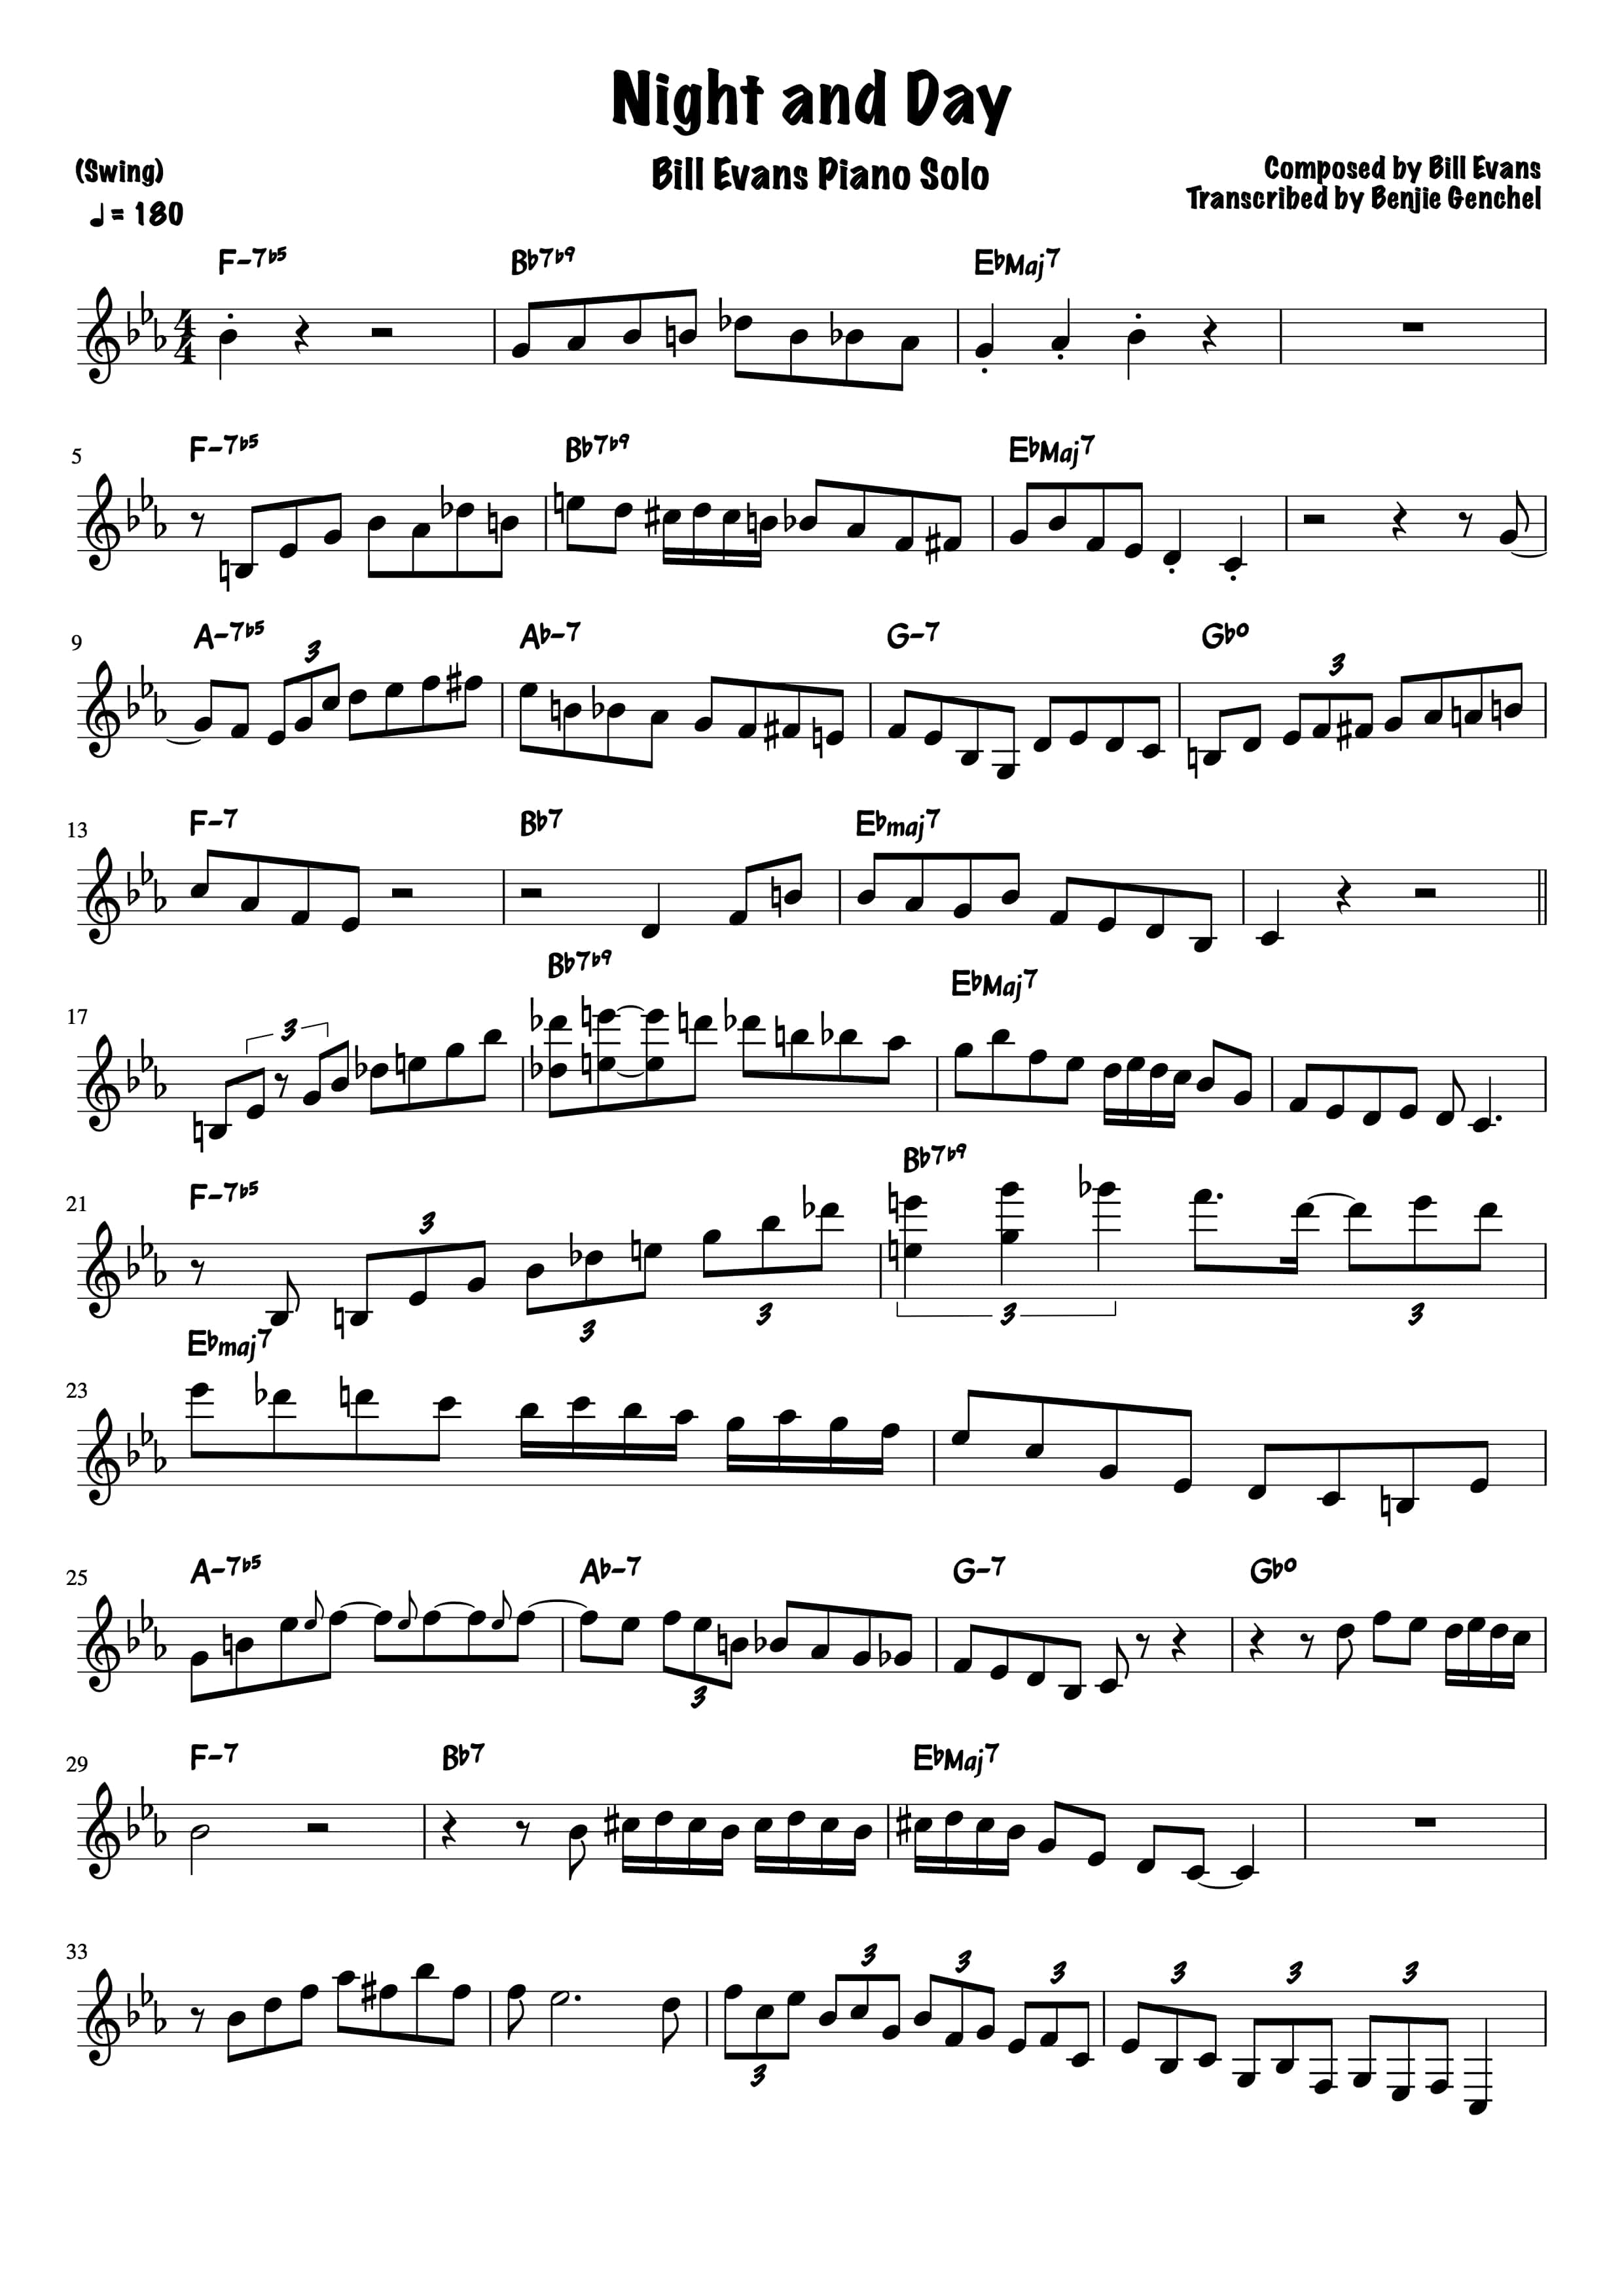 Night and Day
(Swing)
Bill Evans Piano Solo
Composed by Bill Evans
♩ = 180
Transcribed by Benjie Genchel
F-7♭5 B♭7♭9 E♭Maj7
4/4
5 F-7♭5 B♭7♭9 E♭Maj7
9 A-7♭5 A♭-7 G-7 G♭o
3 3
13 F-7 B♭7 E♭maj7
B♭7♭9 E♭Maj7
17 3
B♭7♭9
21 F-7♭5
3 3 3 3 3
E♭maj7
23
25 A-7♭5 A♭-7 G-7 G♭o
3
29 F-7 B♭7 E♭Maj7
33 3 3 3 3 3 3 3